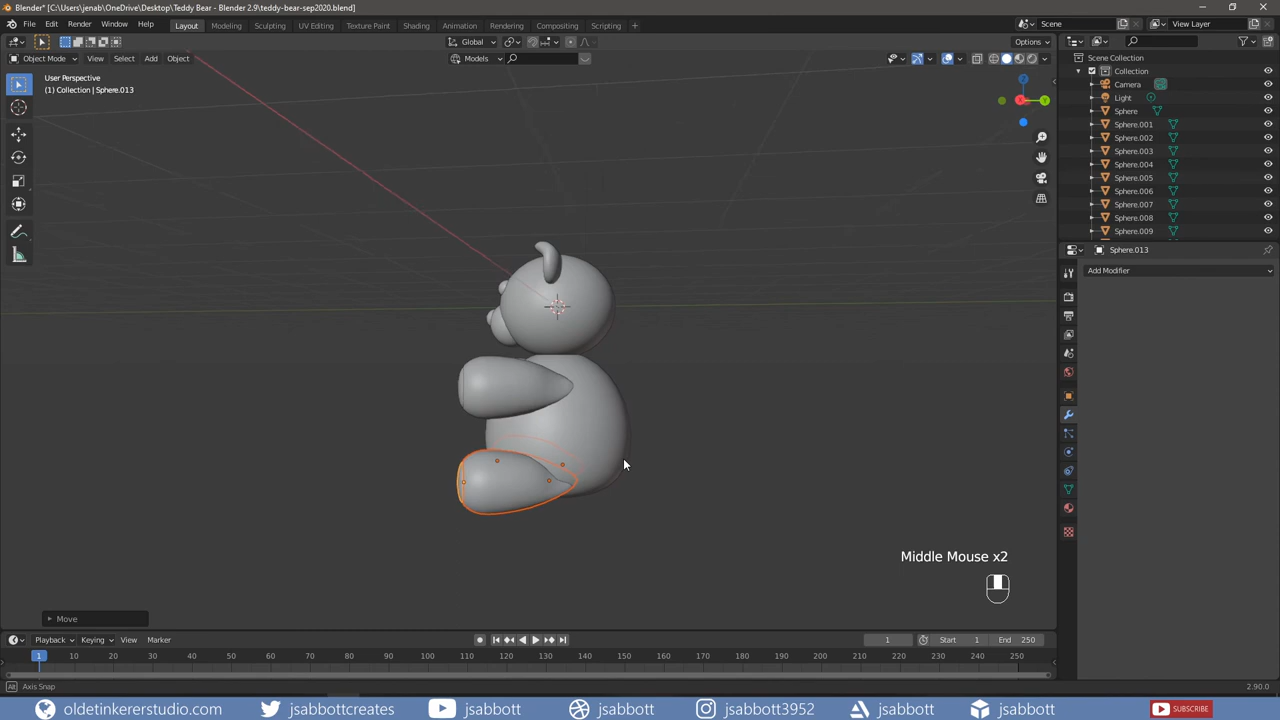 Blender* [C:\Users\jenab\OneDrive\Desktop\Teddy Bear - Blender 2.9\teddy-bear-sep2020.blend]
File Edit Render Window Help Layout Modeling Sculpting UV Editing Texture Paint Shading Animation Rendering Compositing Scripting Scene View Layer
Global Options
Object Mode View Select Add Object Models
User Perspective
(1) Collection | Sphere.013
Scene Collection
Collection
Camera
Light
Sphere
Sphere.001
Sphere.002
Sphere.003
Sphere.004
Sphere.005
Sphere.006
Sphere.007
Sphere.008
Sphere.009
Sphere.013
Add Modifier
Middle Mouse x2
Move
Playback Keying View Marker 1 Start 1 End 250
1 10 20 30 40 50 60 70 80 90 100 110 120 130 140 150 160 170 180 190 200 210 220 230 240 250
Axis Snap 2.90.0
oldetinkererstudio.com jsabbottcreates jsabbott jsabbott jsabbott3952 jsabbott jsabbott SUBSCRIBE